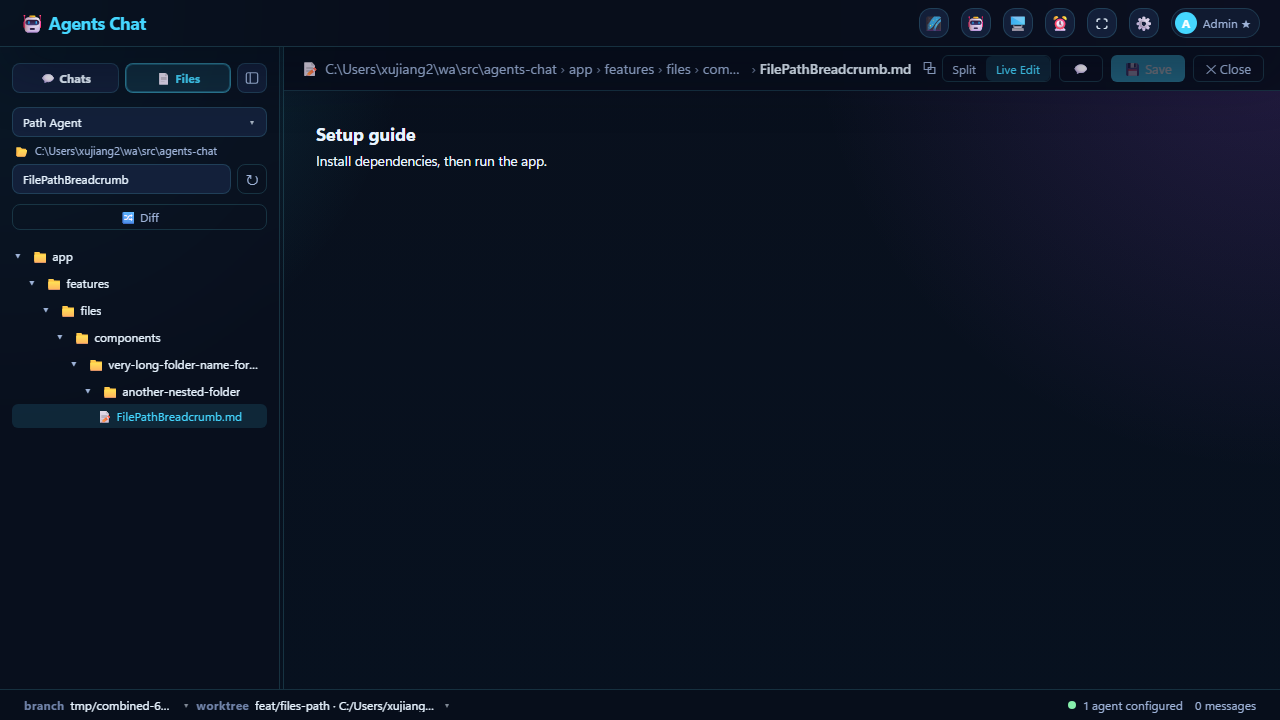 Agents Chat
A Admin ★
Chats Files
C:\Users\xujiang2\wa\src\agents-chat › app › features › files › com... › FilePathBreadcrumb.md
Split Live Edit Save Close
Path Agent
C:\Users\xujiang2\wa\src\agents-chat
FilePathBreadcrumb
Diff
app
features
files
components
very-long-folder-name-for...
another-nested-folder
FilePathBreadcrumb.md
Setup guide
Install dependencies, then run the app.
branch tmp/combined-6... worktree feat/files-path · C:/Users/xujiang... 1 agent configured 0 messages